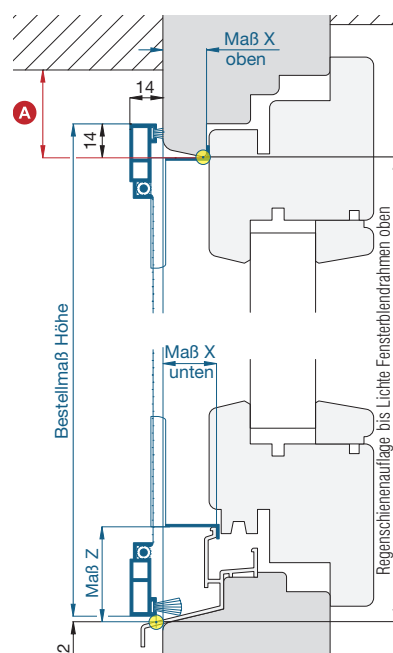 Maß X
oben
14
A
14
Bestellmaß Höhe
Maß X
unten
Regenschienenauflage bis Lichte Fensterblendrahmen oben
Maß Z
2